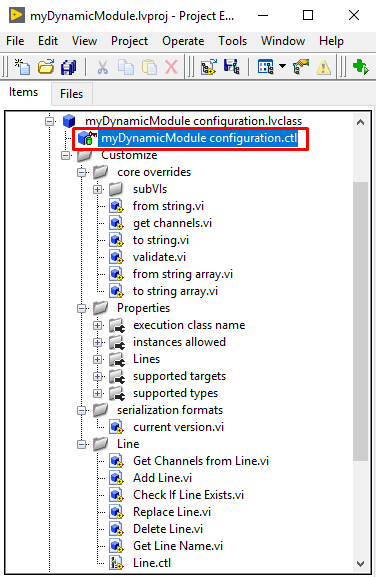 myDynamicModule.lvproj - Project E...
File Edit View Project Operate Tools Window Help
Items Files
myDynamicModule configuration.lvclass
myDynamicModule configuration.ctl
Customize
core overrides
subVIs
from string.vi
get channels.vi
to string.vi
validate.vi
from string array.vi
to string array.vi
Properties
execution class name
instances allowed
Lines
supported targets
supported types
serialization formats
current version.vi
Line
Get Channels from Line.vi
Add Line.vi
Check If Line Exists.vi
Replace Line.vi
Delete Line.vi
Get Line Name.vi
Line.ctl